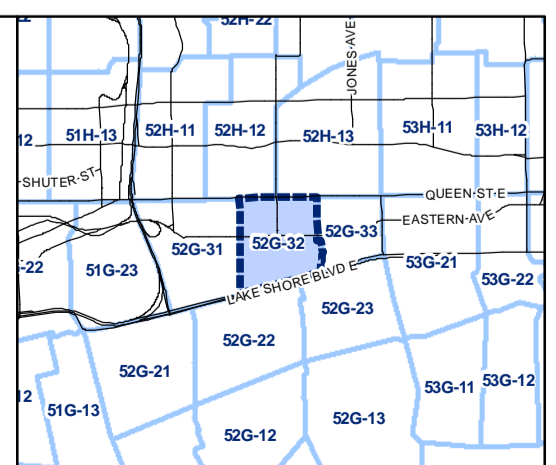 52H-22
JONES AVE
12
51H-13
52H-11
52H-12
52H-13
53H-11
53H-12
SHUTER ST
QUEEN ST E
EASTERN AVE
-22
51G-23
52G-31
52G-32
52G-33
53G-21
53G-22
LAKE SHORE BLVD E
52G-23
52G-22
52G-21
53G-11
53G-12
12
51G-13
52G-13
52G-12